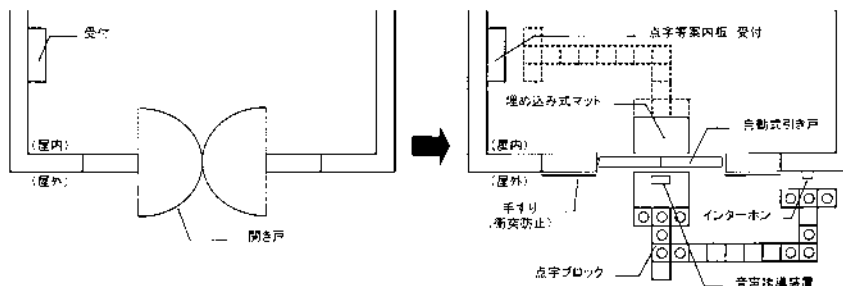 受付
(屋内)
(屋外)
開き戸
点字等案内板 受付
埋め込み式マット
自動式引き戸
(屋内)
(屋外)
手すり
(衝突防止)
インターホン
点字ブロック
音声誘導装置